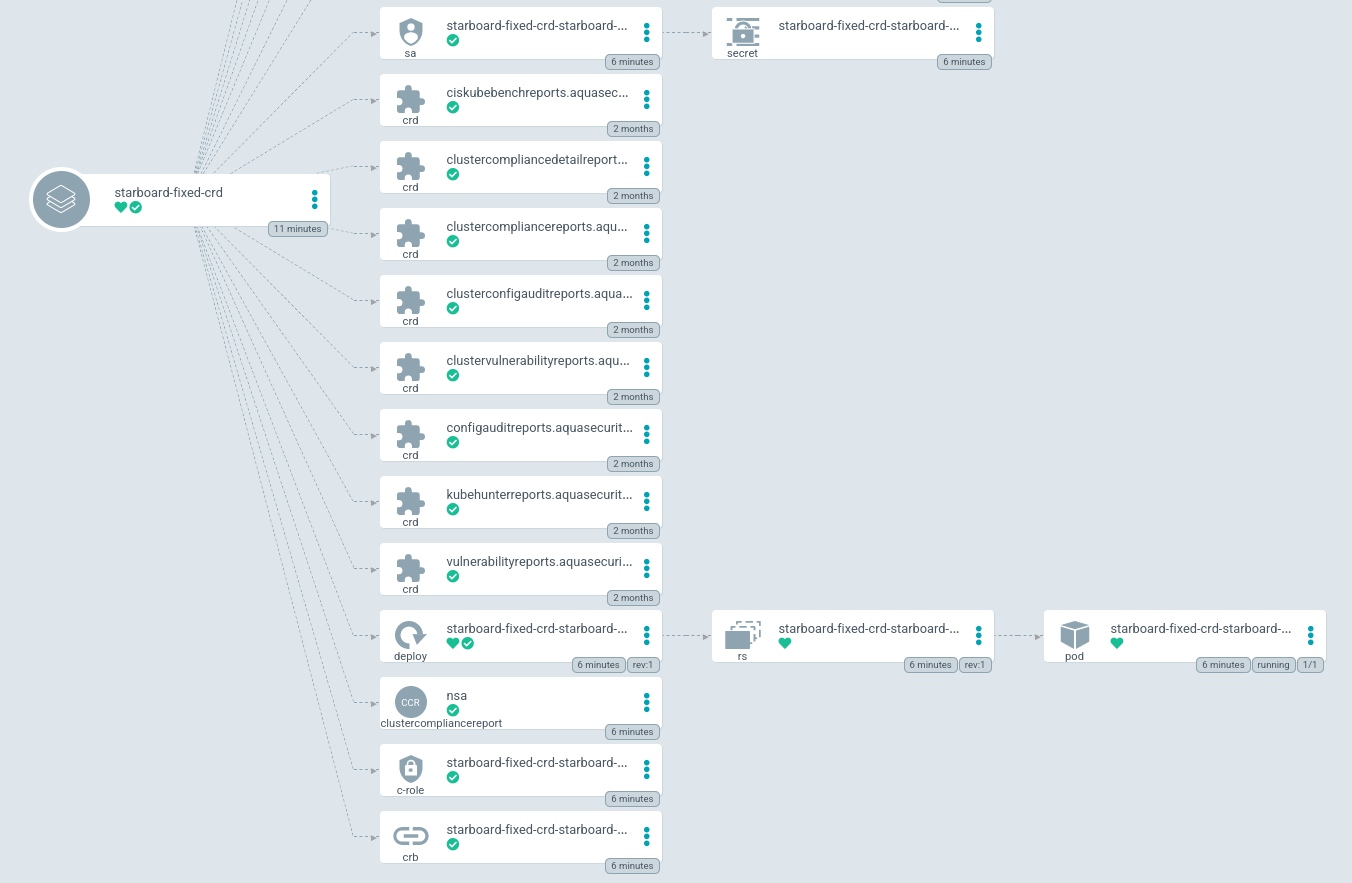 starboard-fixed-crd-starboard-...
sa
6 minutes
starboard-fixed-crd-starboard-...
secret
6 minutes
ciskubebenchreports.aquasec...
crd
2 months
clustercompliancedetailreport...
crd
2 months
starboard-fixed-crd
11 minutes
clustercompliancereports.aqu...
crd
2 months
clusterconfigauditreports.aqua...
crd
2 months
clustervulnerabilityreports.aqu...
crd
2 months
configauditreports.aquasecurit...
crd
2 months
kubehunterreports.aquasecurit...
crd
2 months
vulnerabilityreports.aquasecuri...
crd
2 months
starboard-fixed-crd-starboard-...
deploy
6 minutes rev:1
starboard-fixed-crd-starboard-...
rs
6 minutes rev:1
starboard-fixed-crd-starboard-...
pod
6 minutes running 1/1
nsa
CCR
clustercompliancereport
6 minutes
starboard-fixed-crd-starboard-...
c-role
6 minutes
starboard-fixed-crd-starboard-...
crb
6 minutes